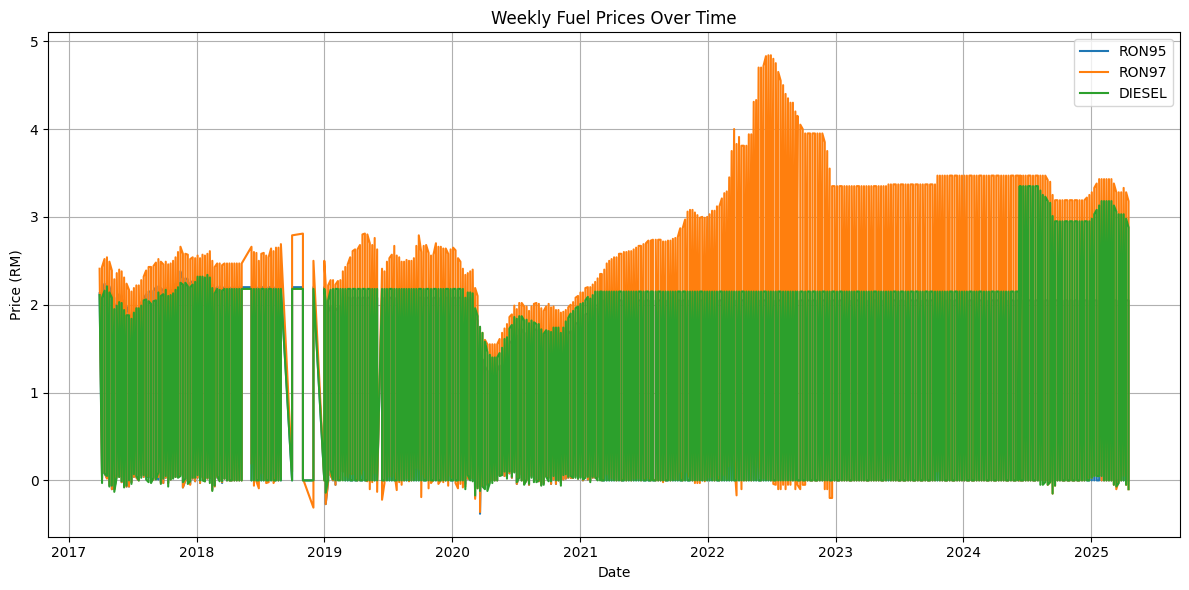 Weekly Fuel Prices Over Time
RON95
RON97
DIESEL
Price (RM)
5
4
3
2
1
0
2017 2018 2019 2020 2021 2022 2023 2024 2025
Date